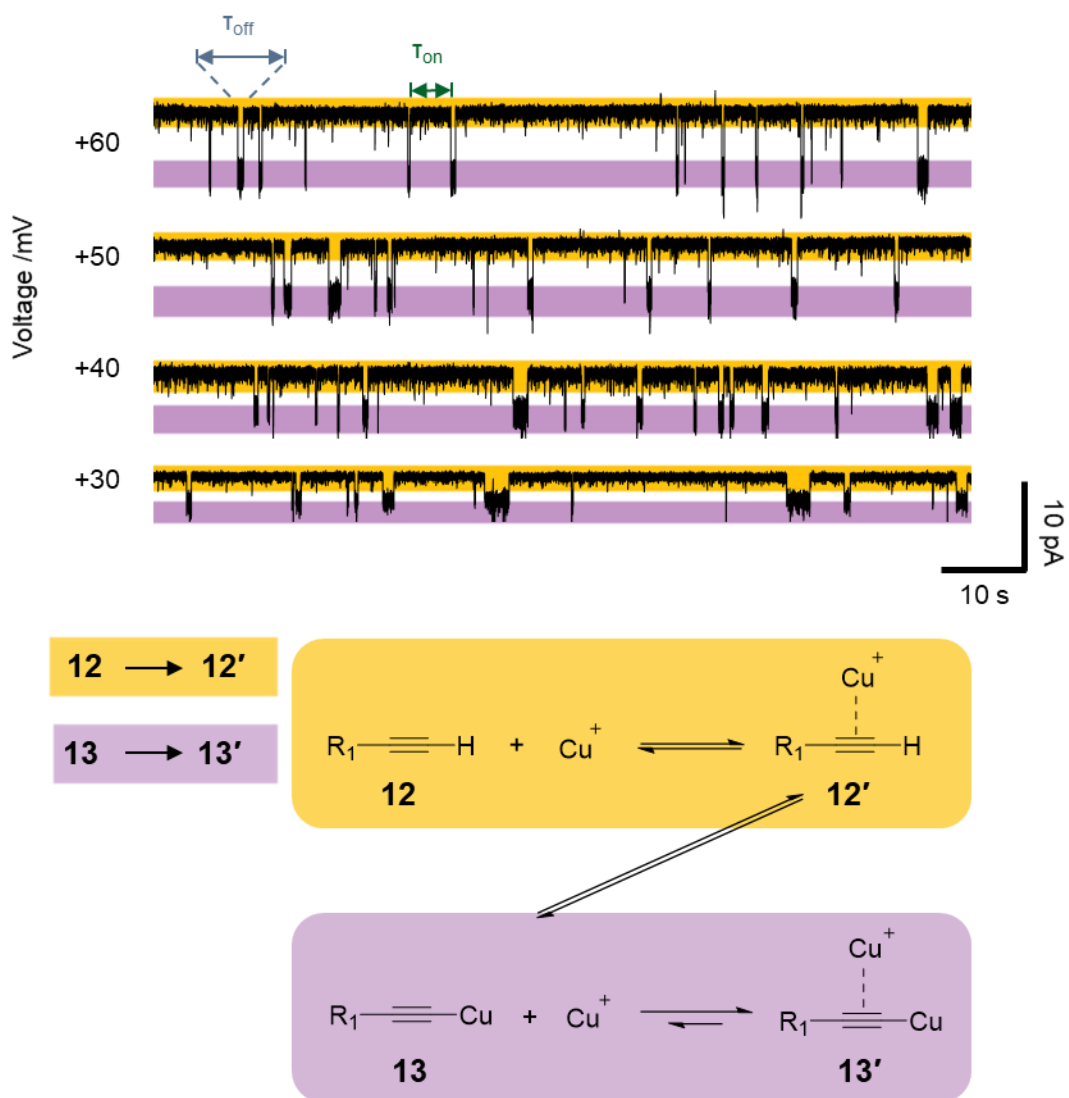 τoff
τon
Voltage /mV
+60
+50
+40
+30
10 pA
10 s
12 → 12′
13 → 13′
R1 H + Cu+ ⇌ R1 H Cu+
12 12′
R1 Cu + Cu+ ⇌ R1 Cu Cu+
13 13′